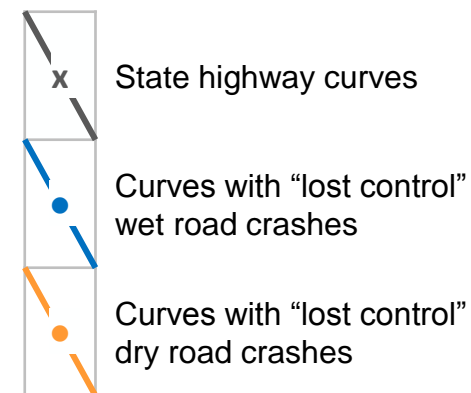 x State highway curves
Curves with “lost control”
wet road crashes
Curves with “lost control”
dry road crashes